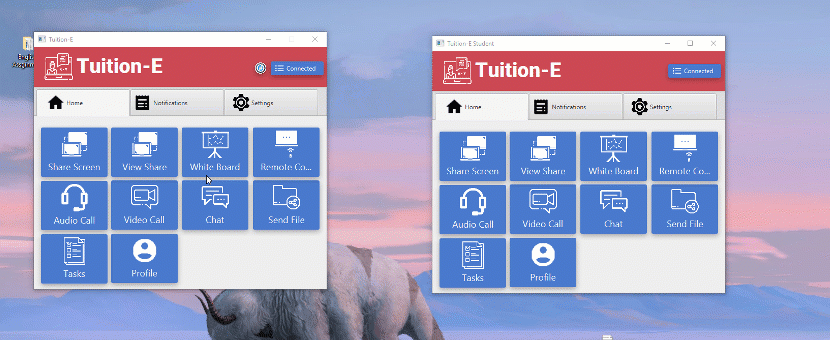 Tuition-E
Tuition-E
Connected
Home Notifications Settings
Share Screen View Share White Board Remote Co...
Audio Call Video Call Chat Send File
Tasks Profile
Tuition-E Student
Tuition-E
Connected
Home Notifications Settings
Share Screen View Share White Board Remote Co...
Audio Call Video Call Chat Send File
Tasks Profile